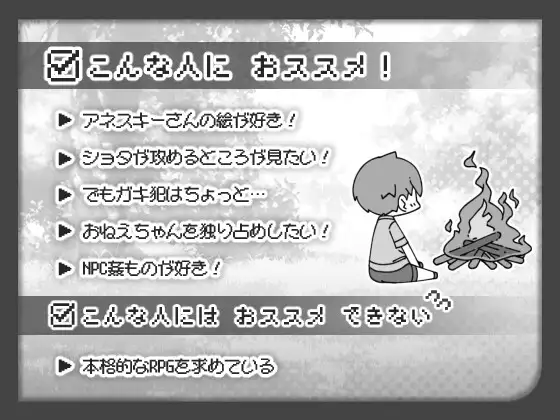 こんな人に おススメ！
アネスキーさんの絵が好き！
ショタが攻めるところが見たい！
でもガキ犯はちょっと…
おねえちゃんを独り占めしたい！
NPC姦ものが好き！
こんな人には おススメ できない
本格的なRPGを求めている